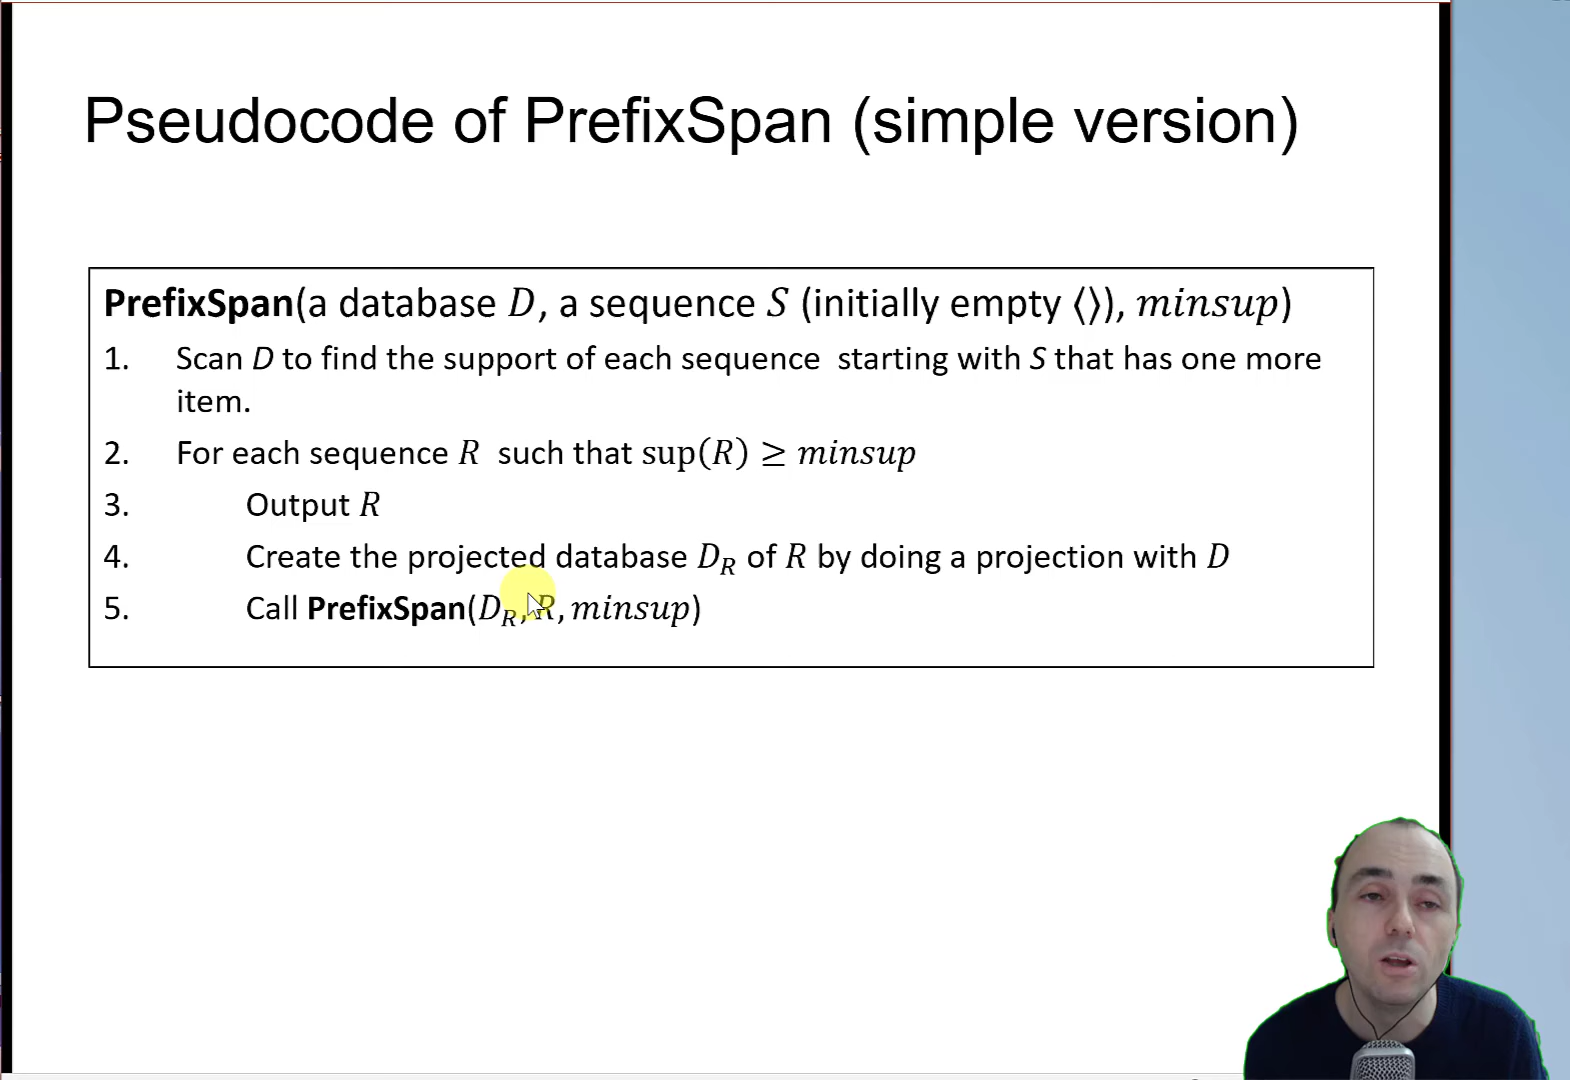 Pseudocode of PrefixSpan (simple version)
PrefixSpan(a database D, a sequence S (initially empty ⟨⟩), minsup)
1. Scan D to find the support of each sequence starting with S that has one more
item.
2. For each sequence R such that sup(R) ≥ minsup
3. Output R
4. Create the projected database D_R of R by doing a projection with D
5. Call PrefixSpan(D_R, R, minsup)